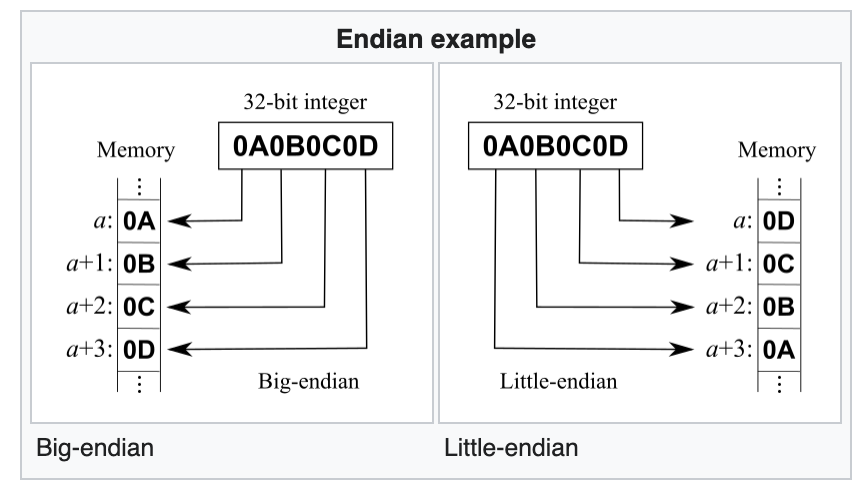 Endian example
32-bit integer
0A0B0C0D
Memory
⋮
a: 0A
a+1: 0B
a+2: 0C
a+3: 0D
⋮
Big-endian
32-bit integer
0A0B0C0D
Memory
⋮
a: 0D
a+1: 0C
a+2: 0B
a+3: 0A
⋮
Little-endian
Big-endian
Little-endian